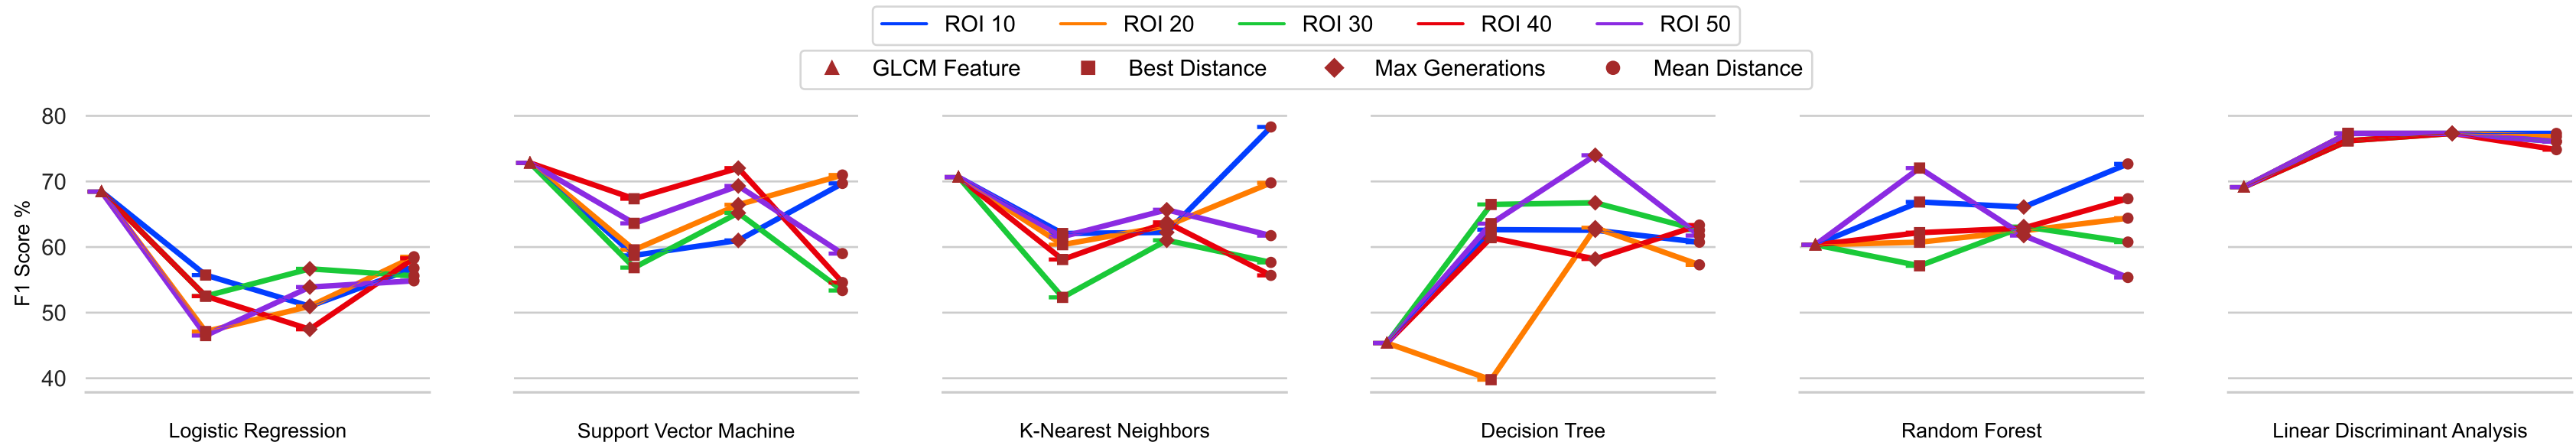 ROI 10 ROI 20 ROI 30 ROI 40 ROI 50
GLCM Feature Best Distance Max Generations Mean Distance
F1 Score %
80
70
60
50
40
Logistic Regression Support Vector Machine K-Nearest Neighbors Decision Tree Random Forest Linear Discriminant Analysis